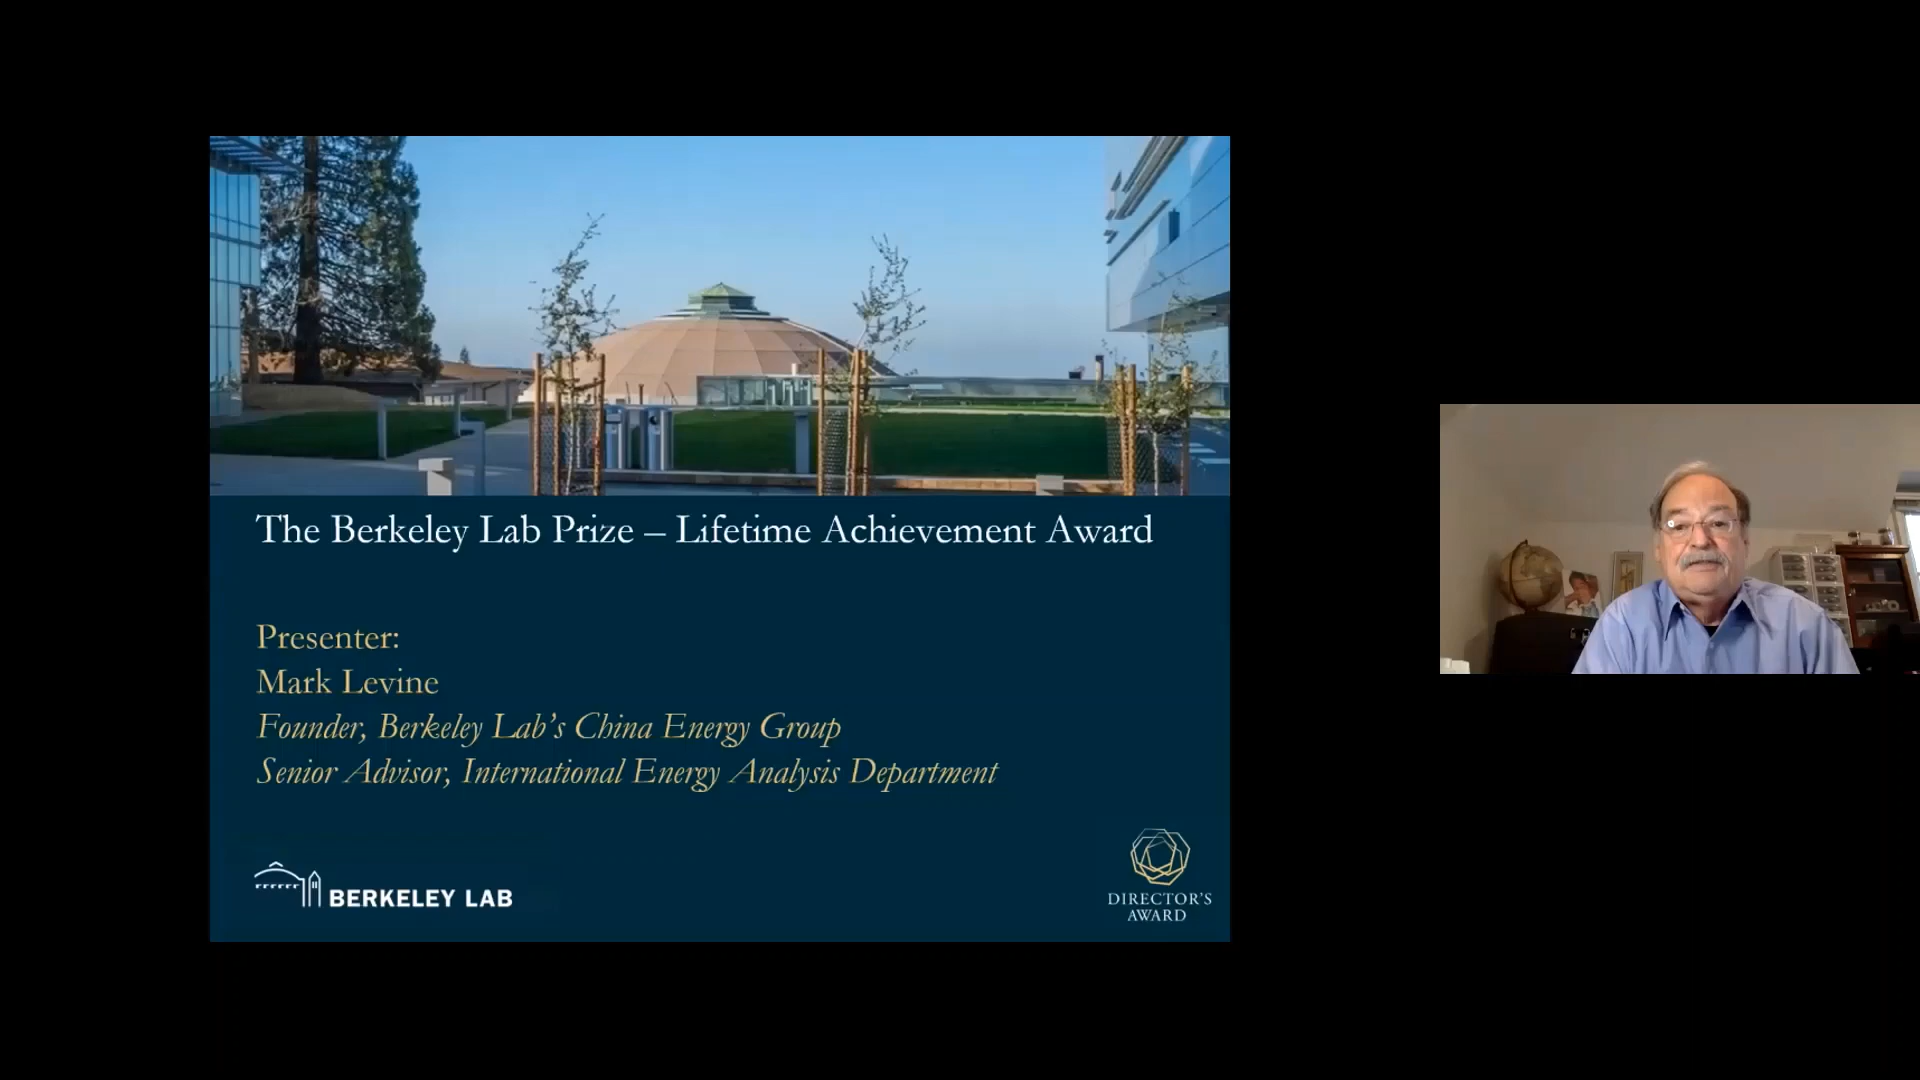 The Berkeley Lab Prize – Lifetime Achievement Award
Presenter:
Mark Levine
Founder, Berkeley Lab's China Energy Group
Senior Advisor, International Energy Analysis Department
BERKELEY LAB
DIRECTOR'S
AWARD